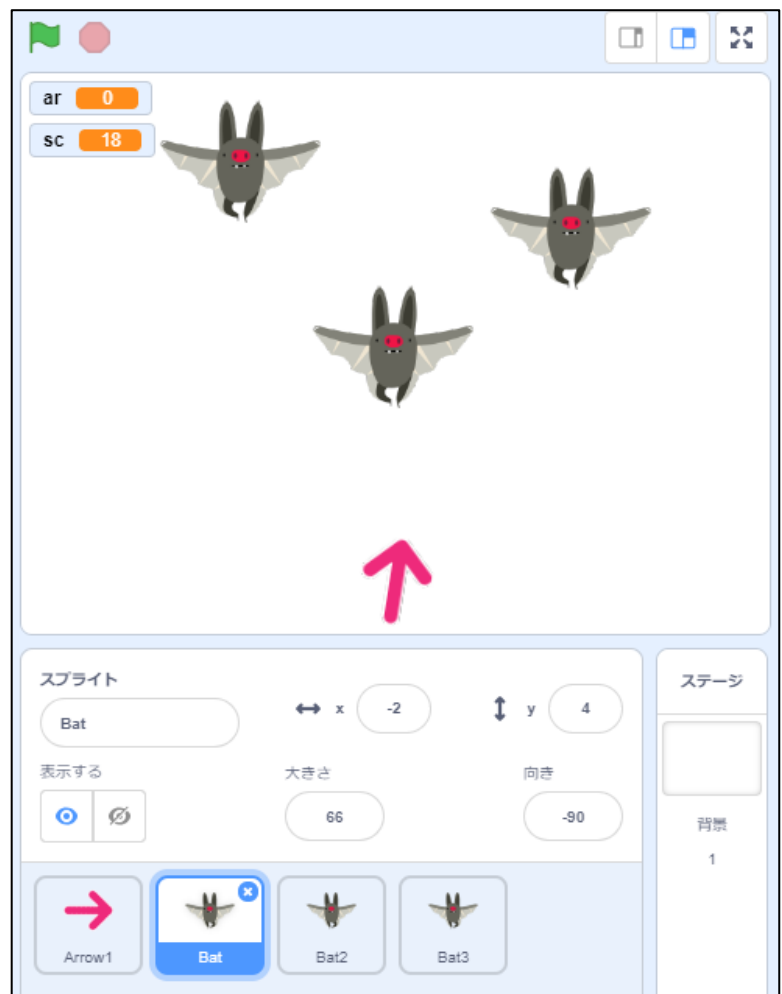 ar 0
sc 18
スプライト
Bat
x -2
y 4
表示する
大きさ
66
向き
-90
Arrow1
Bat
Bat2
Bat3
ステージ
背景
1